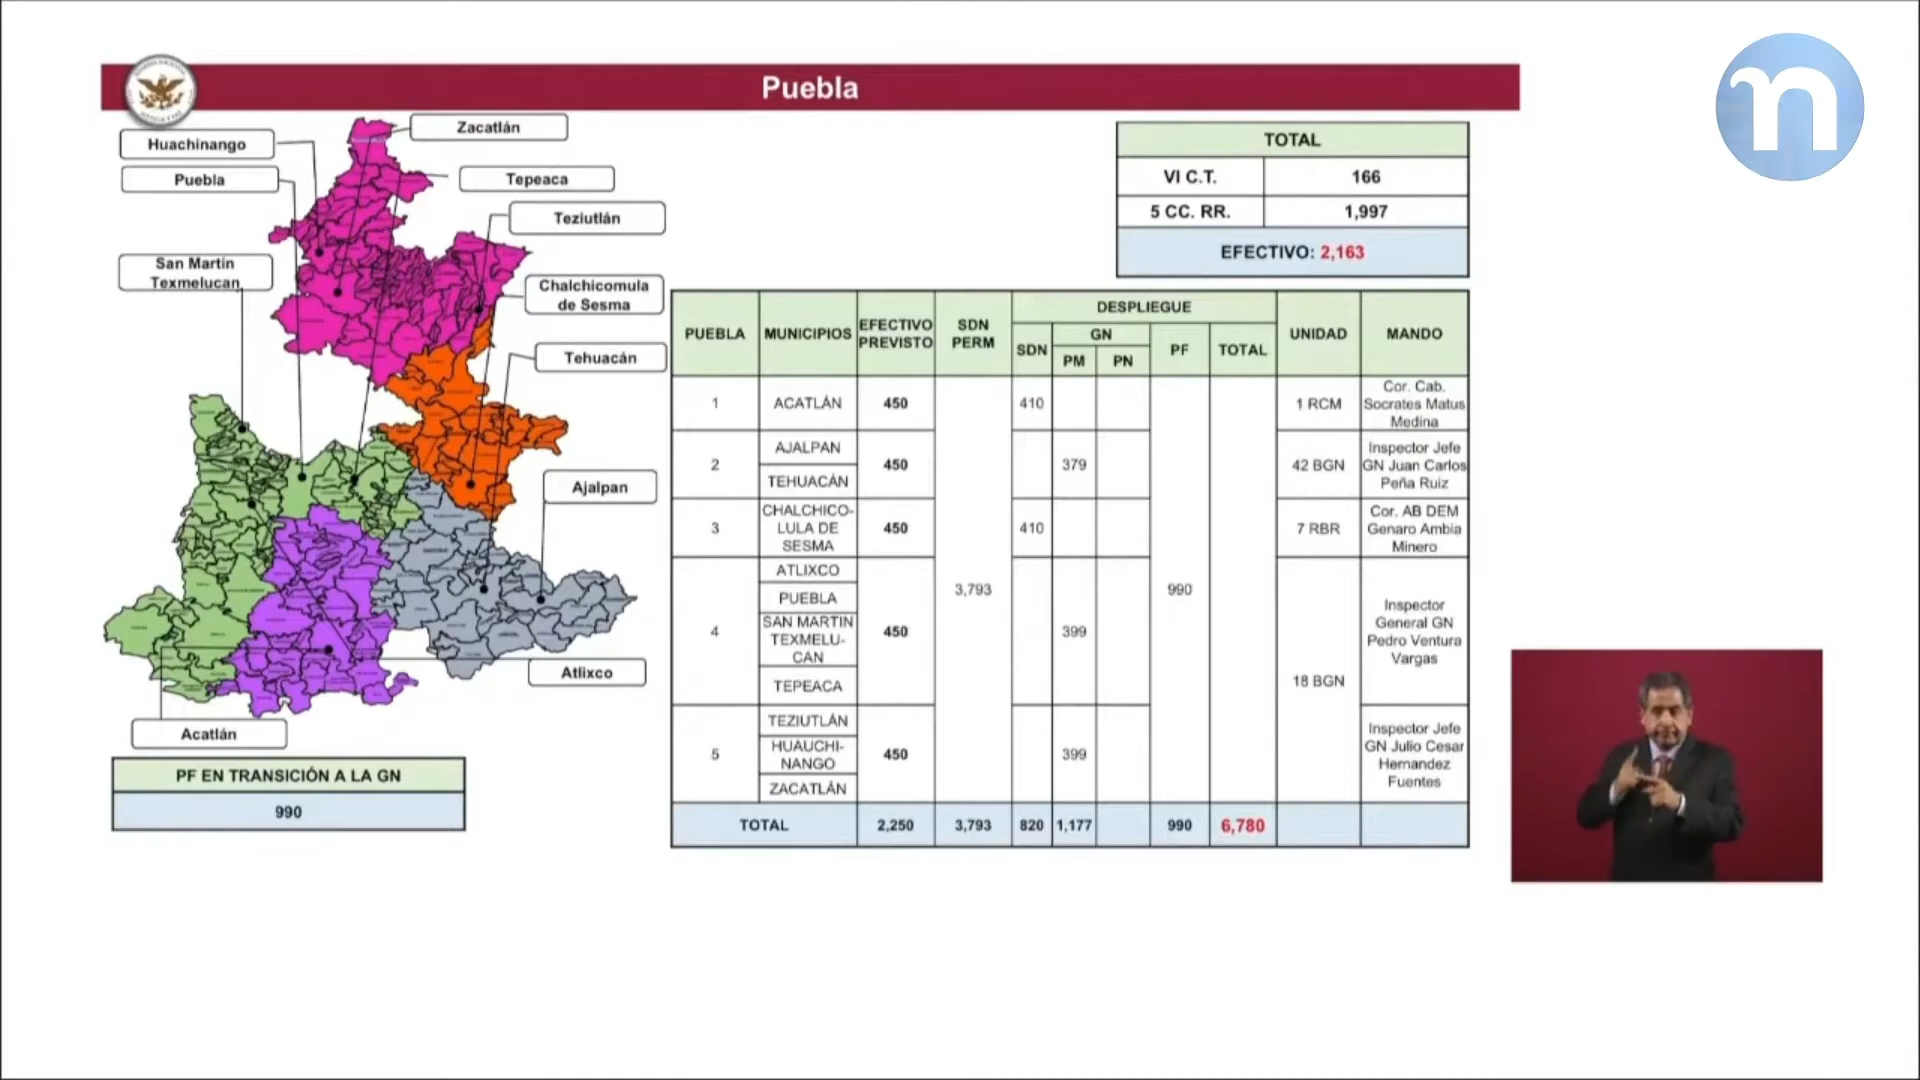 Puebla
n
Zacatlán
Huachinango
Puebla
Tepeaca
Teziutlán
San Martín
Texmelucan
Chalchicomula
de Sesma
Tehuacán
Ajalpan
Atlixco
Acatlán
PF EN TRANSICIÓN A LA GN
990
TOTAL
VI C.T. 166
5 CC. RR. 1,997
EFECTIVO: 2,163
PUEBLA MUNICIPIOS EFECTIVO PREVISTO SDN PERM DESPLIEGUE UNIDAD MANDO
SDN GN PF TOTAL
PM PN
1 ACATLÁN 450 410 1 RCM Cor. Cab. Socrates Matus Medina
2 AJALPAN 450 379 42 BGN Inspector Jefe GN Juan Carlos Peña Ruiz
TEHUACÁN
3 CHALCHICO-LULA DE SESMA 450 410 7 RBR Cor. AB DEM Genaro Ambia Minero
3,793 990
4 ATLIXCO 450 399 18 BGN Inspector General GN Pedro Ventura Vargas
PUEBLA
SAN MARTIN TEXMELU-CAN
TEPEACA
5 TEZIUTLÁN 450 399 Inspector Jefe GN Julio Cesar Hernandez Fuentes
HUAUCHI-NANGO
ZACATLÁN
TOTAL 2,250 3,793 820 1,177 990 6,780